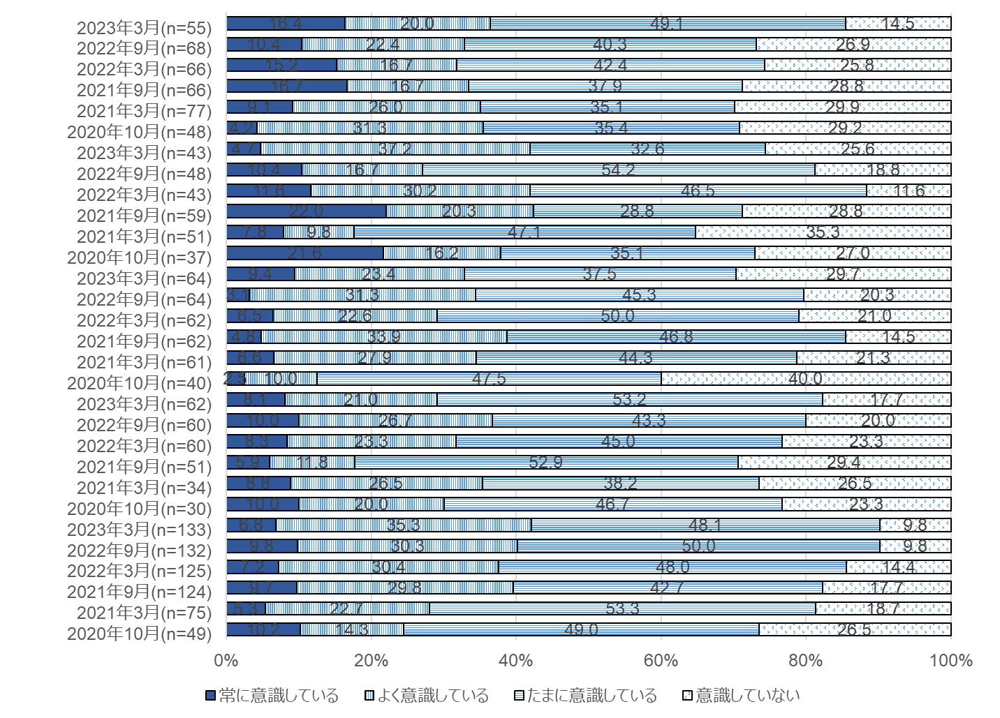 2023年3月(n=55) 16.4 20.0 49.1 14.5
2022年9月(n=68) 10.4 22.4 40.3 26.9
2022年3月(n=66) 15.2 16.7 42.4 25.8
2021年9月(n=66) 16.7 16.7 37.9 28.8
2021年3月(n=77) 9.1 26.0 35.1 29.9
2020年10月(n=48) 4.2 31.3 35.4 29.2
2023年3月(n=43) 4.7 37.2 32.6 25.6
2022年9月(n=48) 10.4 16.7 54.2 18.8
2022年3月(n=43) 11.6 30.2 46.5 11.6
2021年9月(n=59) 22.0 20.3 28.8 28.8
2021年3月(n=51) 7.8 9.8 47.1 35.3
2020年10月(n=37) 21.6 16.2 35.1 27.0
2023年3月(n=64) 9.4 23.4 37.5 29.7
2022年9月(n=64) 3.1 31.3 45.3 20.3
2022年3月(n=62) 6.5 22.6 50.0 21.0
2021年9月(n=62) 4.8 33.9 46.8 14.5
2021年3月(n=61) 6.6 27.9 44.3 21.3
2020年10月(n=40) 2.5 10.0 47.5 40.0
2023年3月(n=62) 8.1 21.0 53.2 17.7
2022年9月(n=60) 10.0 26.7 43.3 20.0
2022年3月(n=60) 8.3 23.3 45.0 23.3
2021年9月(n=51) 5.9 11.8 52.9 29.4
2021年3月(n=34) 8.8 26.5 38.2 26.5
2020年10月(n=30) 10.0 20.0 46.7 23.3
2023年3月(n=133) 6.8 35.3 48.1 9.8
2022年9月(n=132) 9.8 30.3 50.0 9.8
2022年3月(n=125) 7.2 30.4 48.0 14.4
2021年9月(n=124) 9.7 29.8 42.7 17.7
2021年3月(n=75) 5.3 22.7 53.3 18.7
2020年10月(n=49) 10.2 14.3 49.0 26.5
0% 20% 40% 60% 80% 100%
常に意識している よく意識している たまに意識している 意識していない